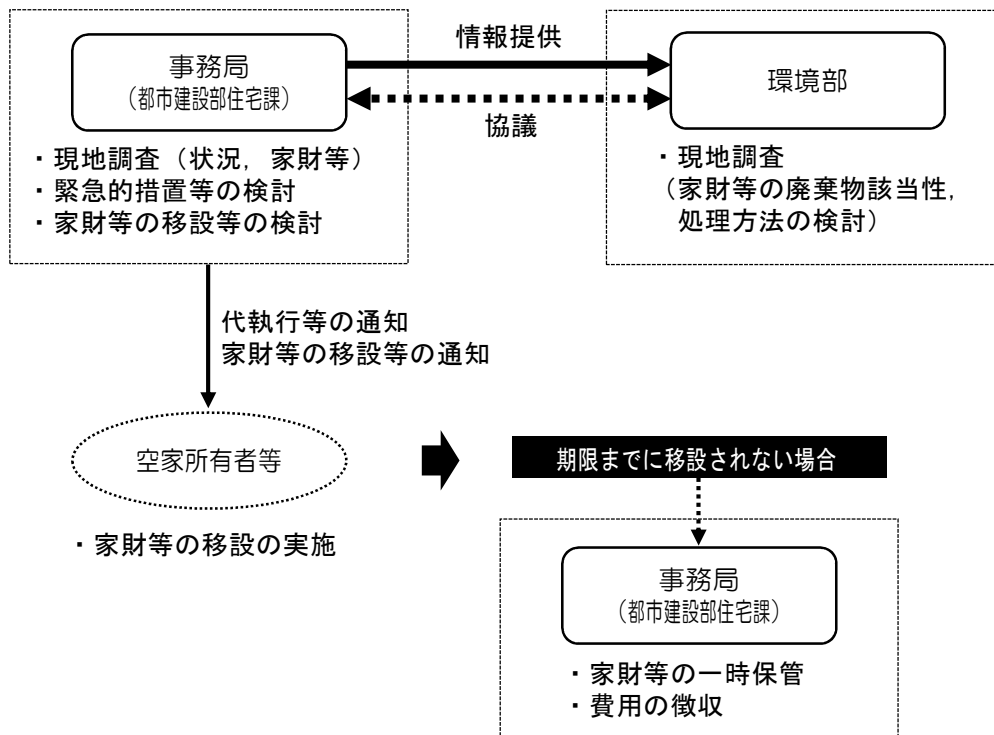 情報提供
事務局
（都市建設部住宅課）
環境部
協議
・現地調査（状況，家財等）
・緊急的措置等の検討
・家財等の移設等の検討
・現地調査
（家財等の廃棄物該当性，
処理方法の検討）
代執行等の通知
家財等の移設等の通知
空家所有者等
期限までに移設されない場合
・家財等の移設の実施
事務局
（都市建設部住宅課）
・家財等の一時保管
・費用の徴収